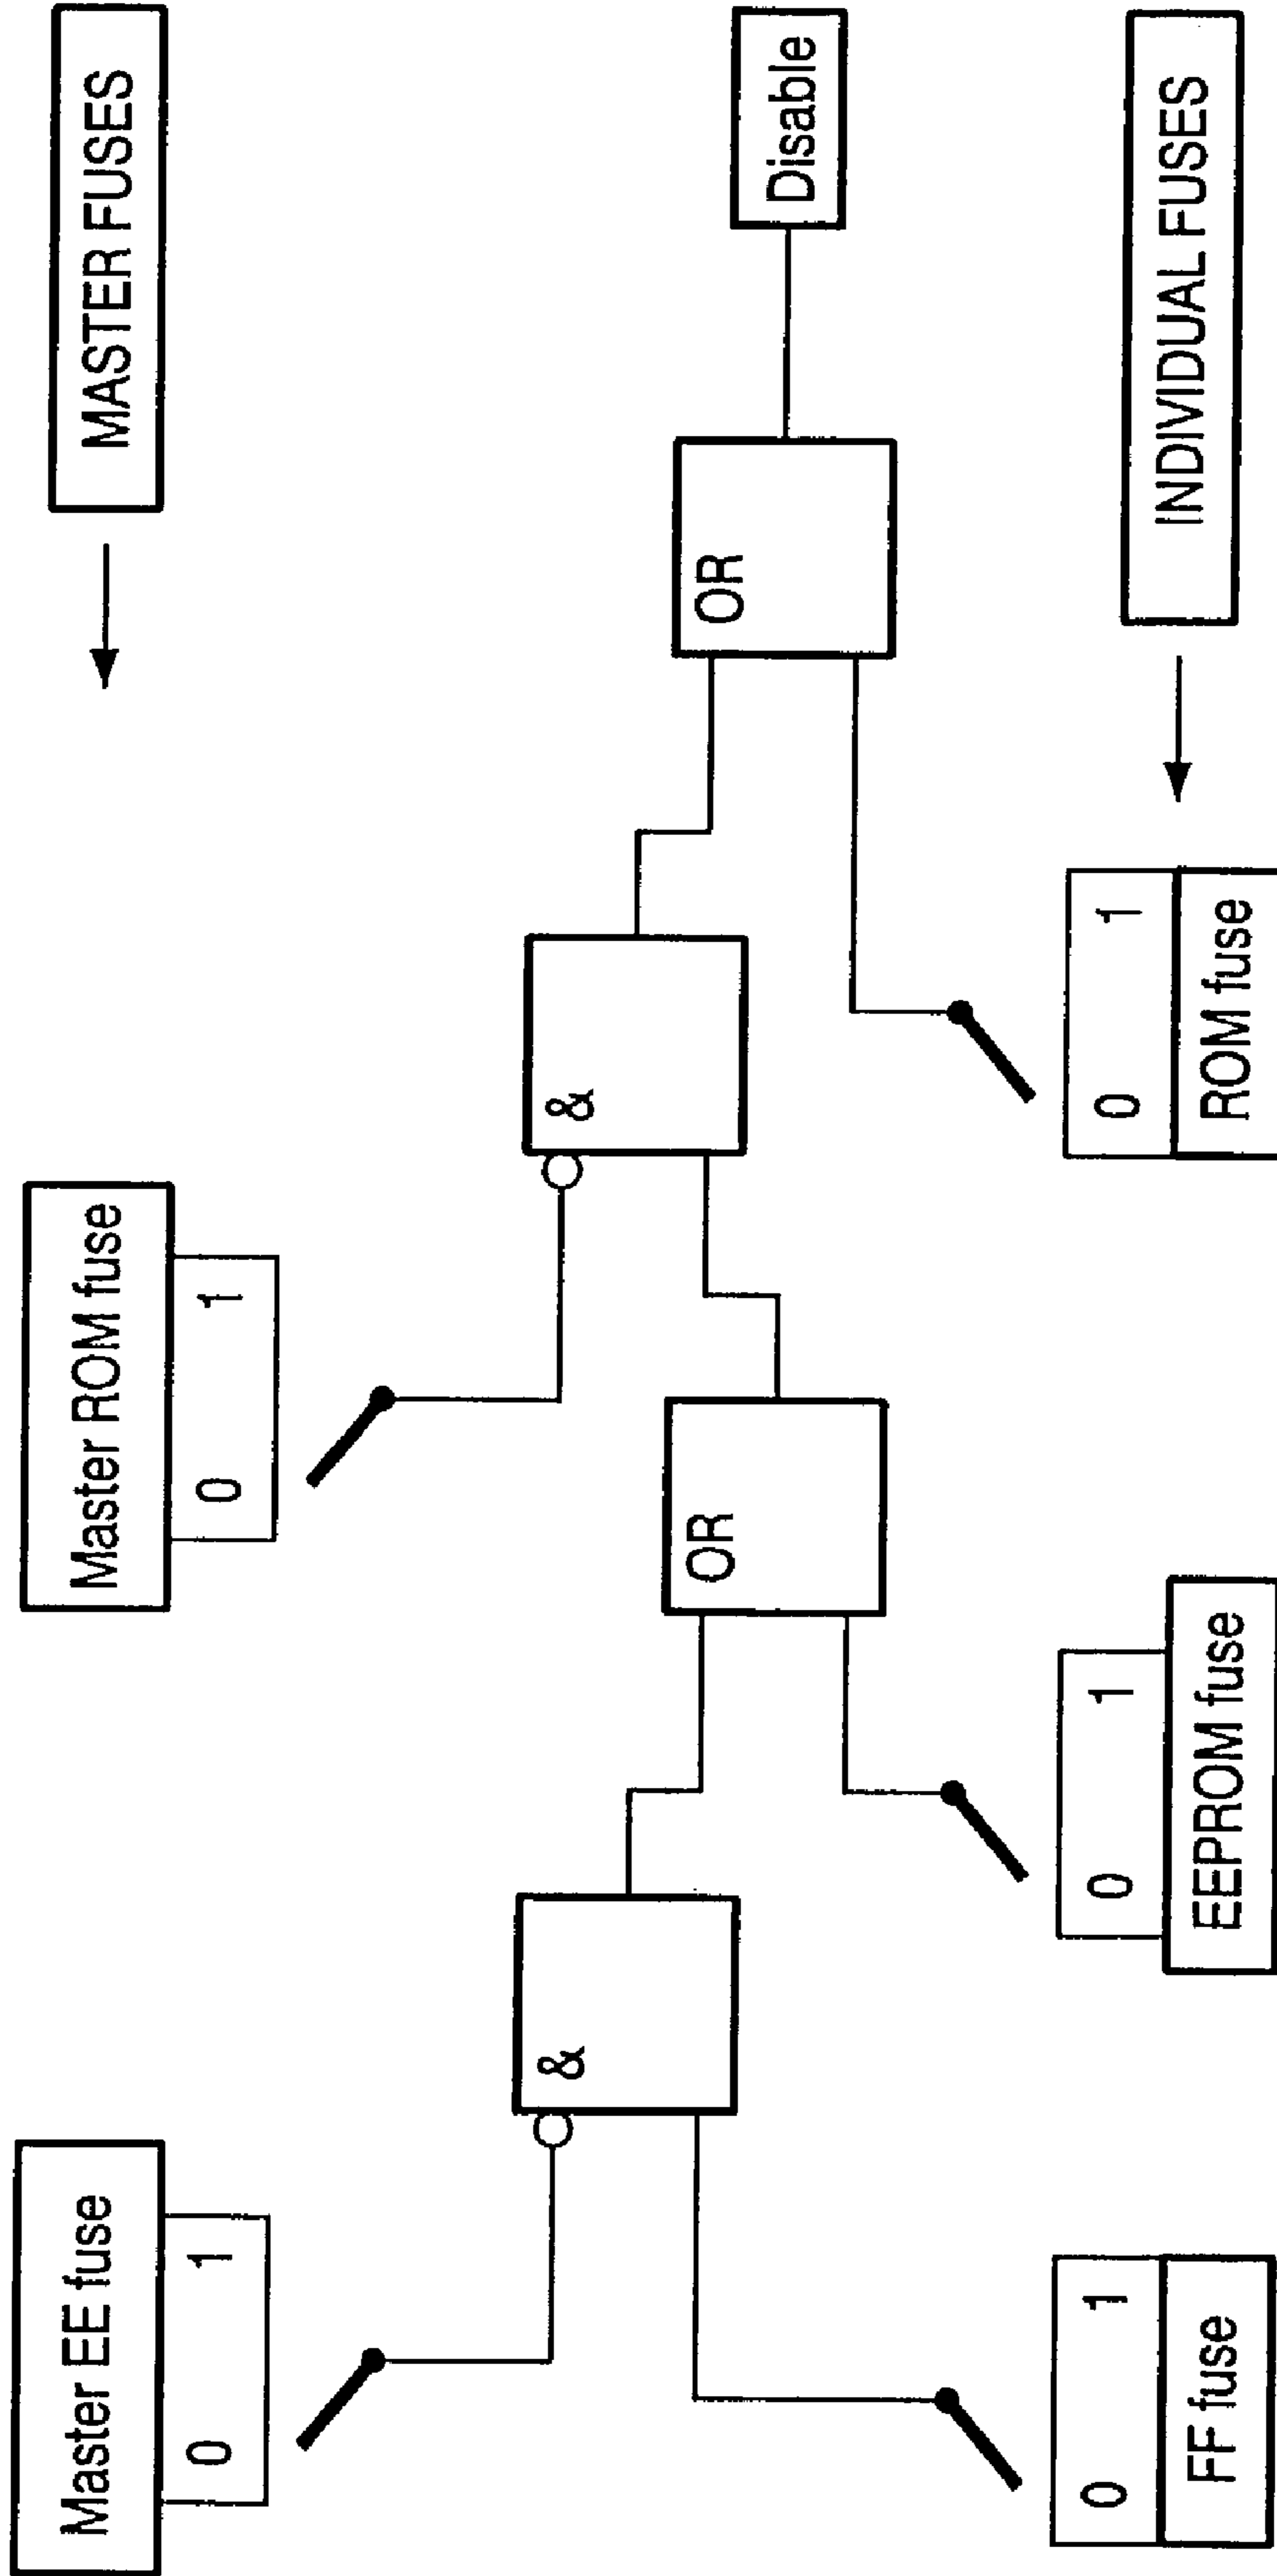 Master EE fuse
0 1
Master ROM fuse
0 1
MASTER FUSES
&
OR
&
OR
Disable
0 1
FF fuse
0 1
EEPROM fuse
0 1
ROM fuse
INDIVIDUAL FUSES